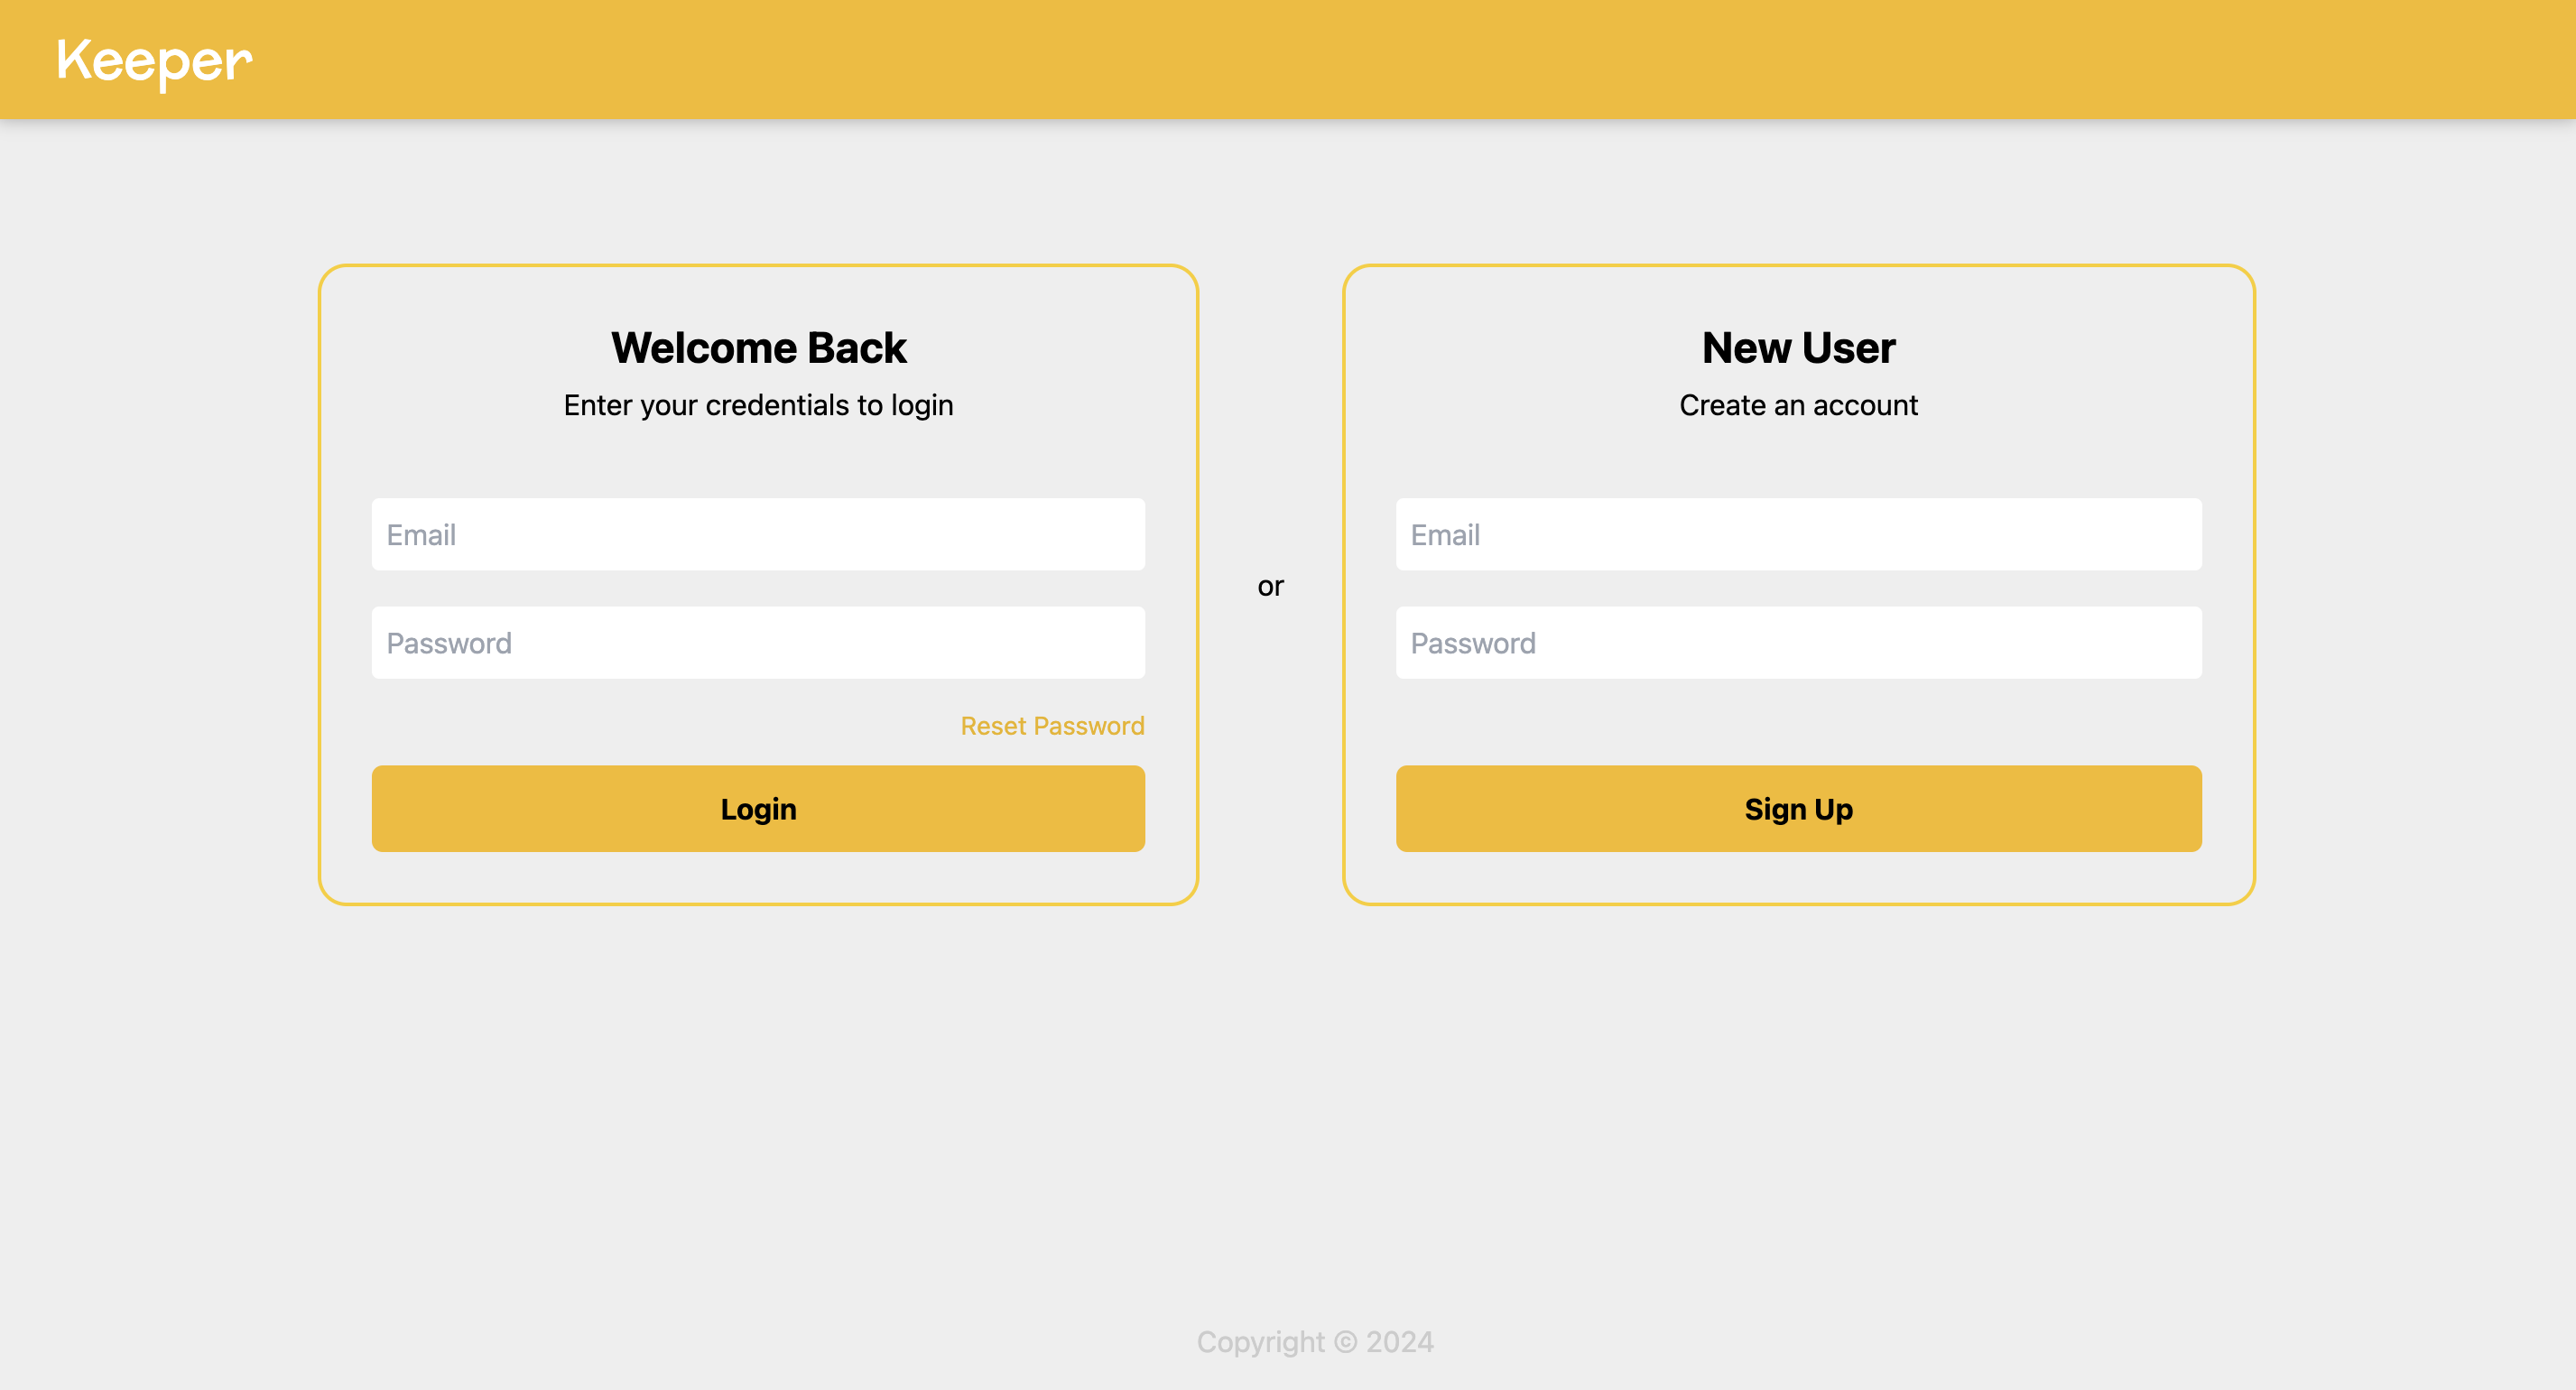 Keeper
Welcome Back
Enter your credentials to login
Email
Password
Reset Password
Login
or
New User
Create an account
Email
Password
Sign Up
Copyright © 2024